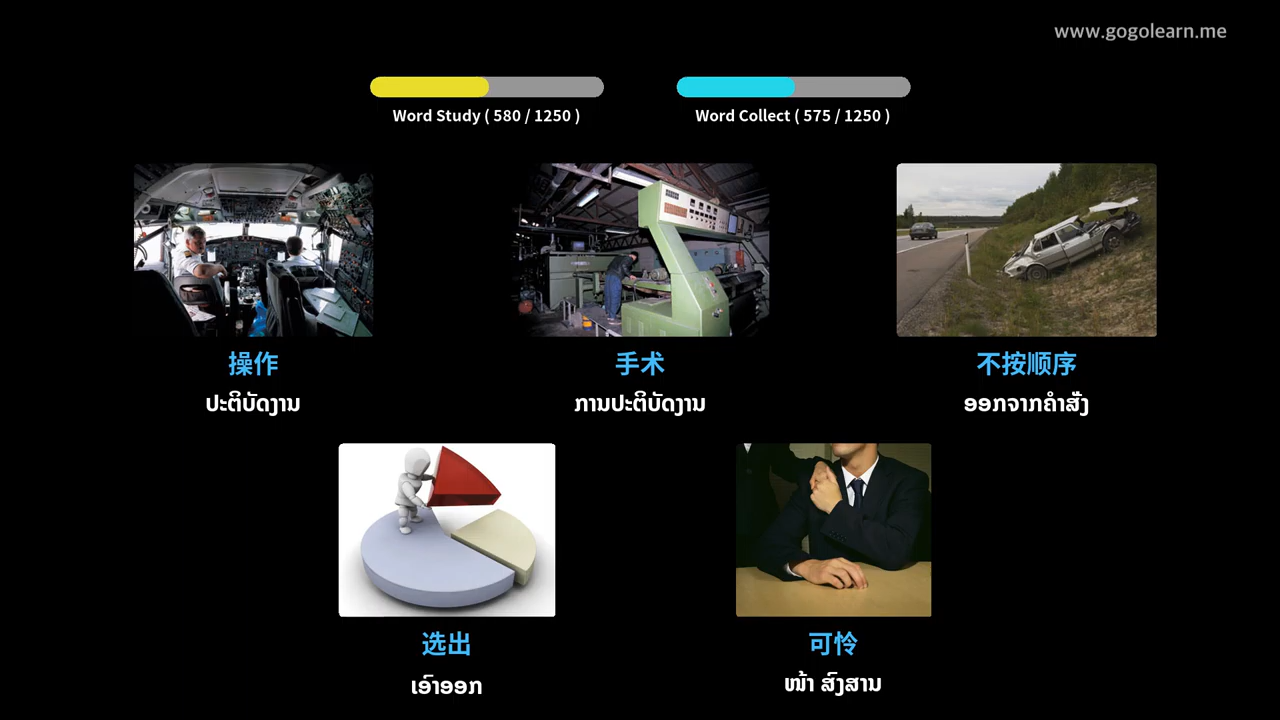 www.gogolearn.me
Word Study ( 580 / 1250 )
Word Collect ( 575 / 1250 )
操作
手术
不按顺序
ປະຕິບັດງານ
ການປະຕິບັດງານ
ອອກຈາກຄໍາສັ່ງ
选出
可怜
ເອົາອອກ
ໜ້າ ສົງສານ